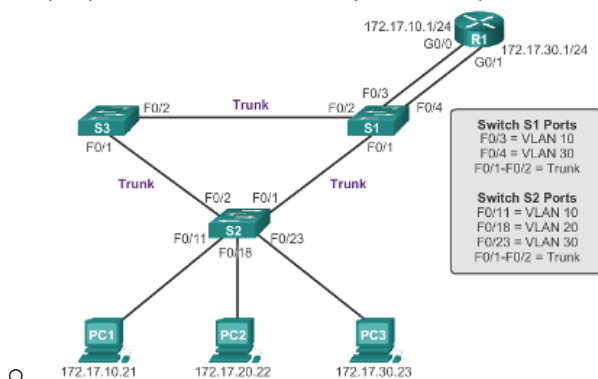 172.17.10.1/24
R1
G0/0
172.17.30.1/24
G0/1
F0/3
F0/2
Trunk
F0/2
F0/4
S3
S1
F0/1
F0/1
Trunk
Trunk
F0/2
F0/1
S2
F0/11
F0/18
F0/23
PC1
PC2
PC3
172.17.10.21
172.17.20.22
172.17.30.23
Switch S1 Ports
F0/3 = VLAN 10
F0/4 = VLAN 30
F0/1-F0/2 = Trunk
Switch S2 Ports
F0/11 = VLAN 10
F0/18 = VLAN 20
F0/23 = VLAN 30
F0/1-F0/2 = Trunk